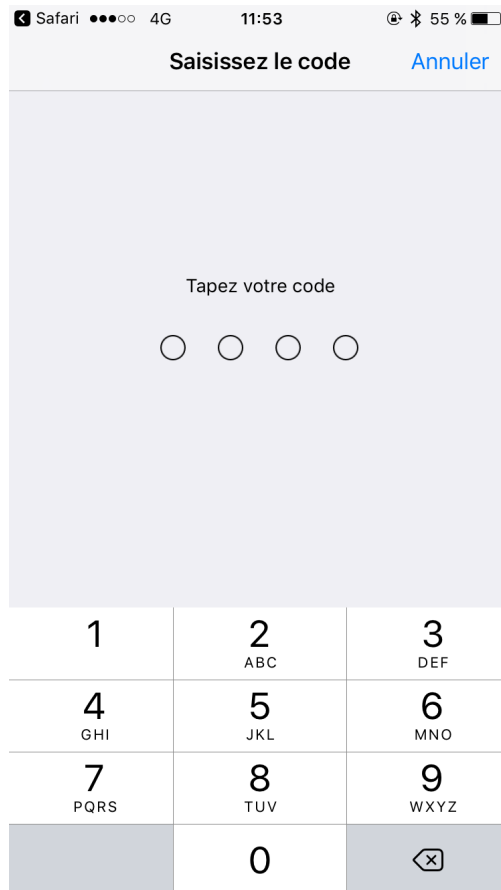 Safari 4G 11:53 55 %
Saisissez le code Annuler
Tapez votre code
1 2 3
ABC DEF
4 5 6
GHI JKL MNO
7 8 9
PQRS TUV WXYZ
0